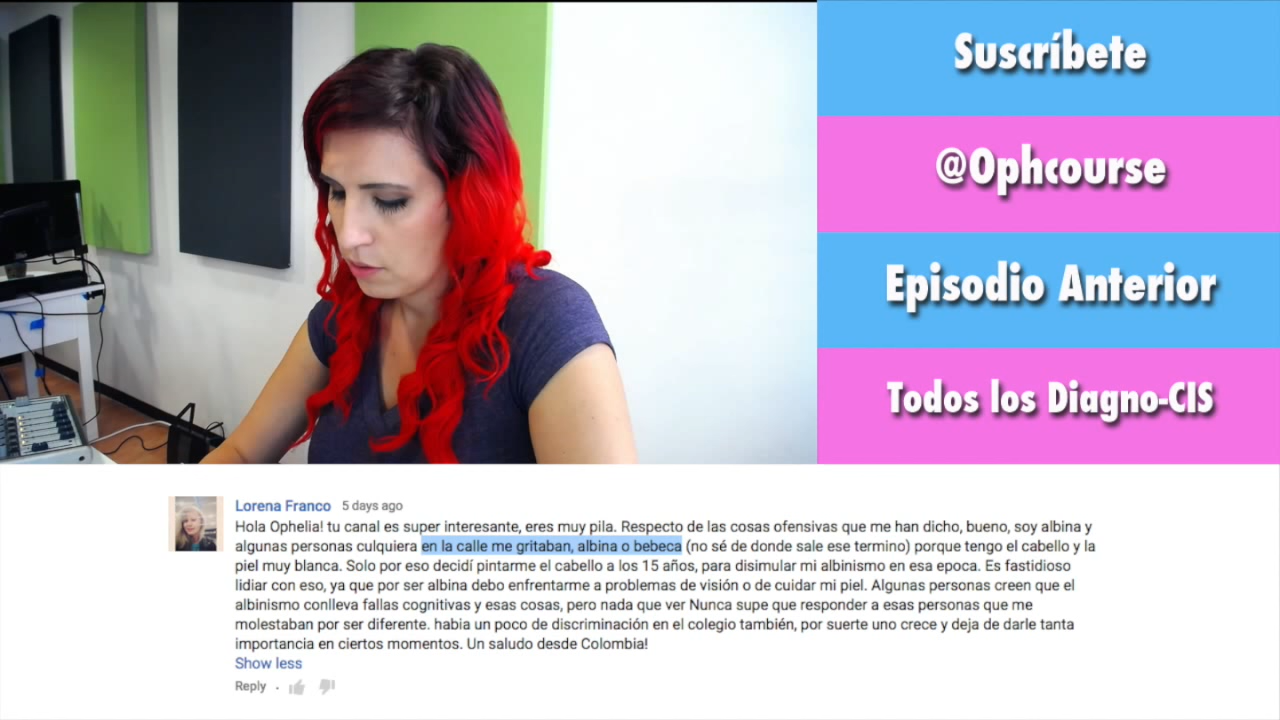 Suscríbete
@Ophcourse
Episodio Anterior
Todos los Diagno-CIS
Lorena Franco 5 days ago
Hola Ophelia! tu canal es super interesante, eres muy pila. Respecto de las cosas ofensivas que me han dicho, bueno, soy albina y
algunas personas culquiera en la calle me gritaban, albina o bebeca (no sé de donde sale ese termino) porque tengo el cabello y la
piel muy blanca. Solo por eso decidí pintarme el cabello a los 15 años, para disimular mi albinismo en esa epoca. Es fastidioso
lidiar con eso, ya que por ser albina debo enfrentarme a problemas de visión o de cuidar mi piel. Algunas personas creen que el
albinismo conlleva fallas cognitivas y esas cosas, pero nada que ver Nunca supe que responder a esas personas que me
molestaban por ser diferente. habia un poco de discriminación en el colegio también, por suerte uno crece y deja de darle tanta
importancia en ciertos momentos. Un saludo desde Colombia!
Show less
Reply .